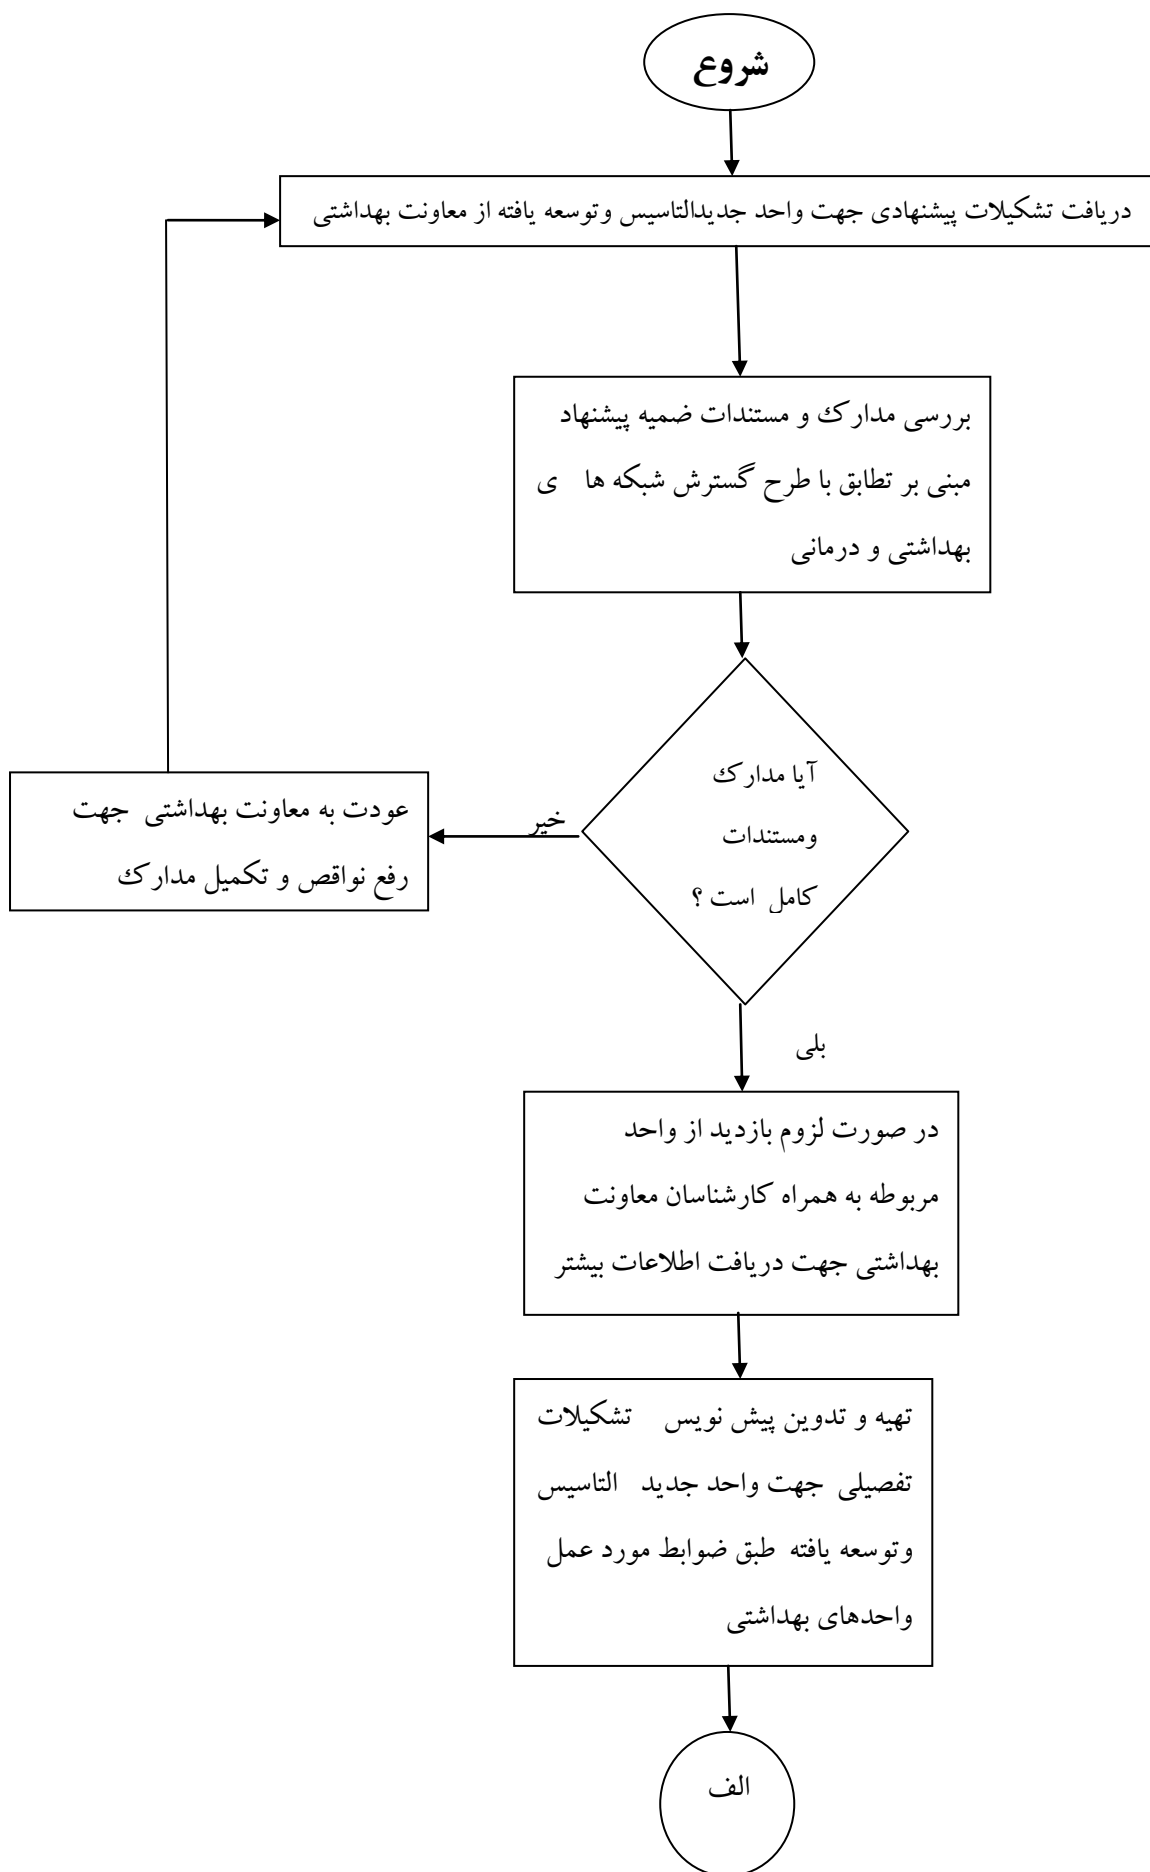 شروع
دریافت تشکیلات پیشنهادی جهت واحد جدیدالتاسیس وتوسعه یافته از معاونت بهداشتی
بررسی مدارک و مستندات ضمیه پیشنهاد
مبنی بر تطابق با طرح گسترش شبکه ها ی
بهداشتی و درمانی
آیا مدارک
ومستندات
کامل است ؟
خیر
عودت به معاونت بهداشتی جهت
رفع نواقص و تکمیل مدارک
بلی
در صورت لزوم بازدید از واحد
مربوطه به همراه کارشناسان معاونت
بهداشتی جهت دریافت اطلاعات بیشتر
تهیه و تدوین پیش نویس تشکیلات
تفصیلی جهت واحد جدید التاسیس
وتوسعه یافته طبق ضوابط مورد عمل
واحدهای بهداشتی
الف